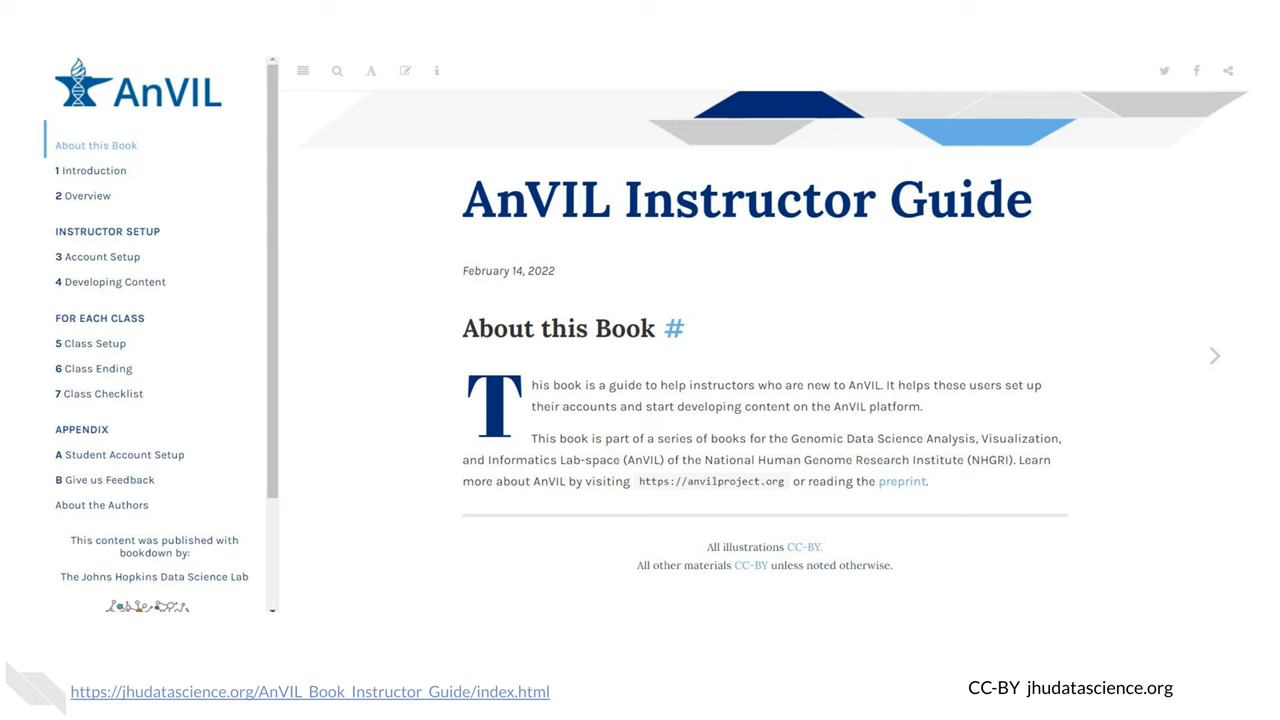 AnVIL
About this Book
1 Introduction
2 Overview
INSTRUCTOR SETUP
3 Account Setup
4 Developing Content
FOR EACH CLASS
5 Class Setup
6 Class Ending
7 Class Checklist
APPENDIX
A Student Account Setup
B Give us Feedback
About the Authors
This content was published with
bookdown by:
The Johns Hopkins Data Science Lab
AnVIL Instructor Guide
February 14, 2022
About this Book #
This book is a guide to help instructors who are new to AnVIL. It helps these users set up
their accounts and start developing content on the AnVIL platform.
This book is part of a series of books for the Genomic Data Science Analysis, Visualization,
and Informatics Lab-space (AnVIL) of the National Human Genome Research Institute (NHGRI). Learn
more about AnVIL by visiting https://anvilproject.org or reading the preprint.
All illustrations CC-BY.
All other materials CC-BY unless noted otherwise.
https://jhudatascience.org/AnVIL_Book_Instructor_Guide/index.html
CC-BY jhudatascience.org